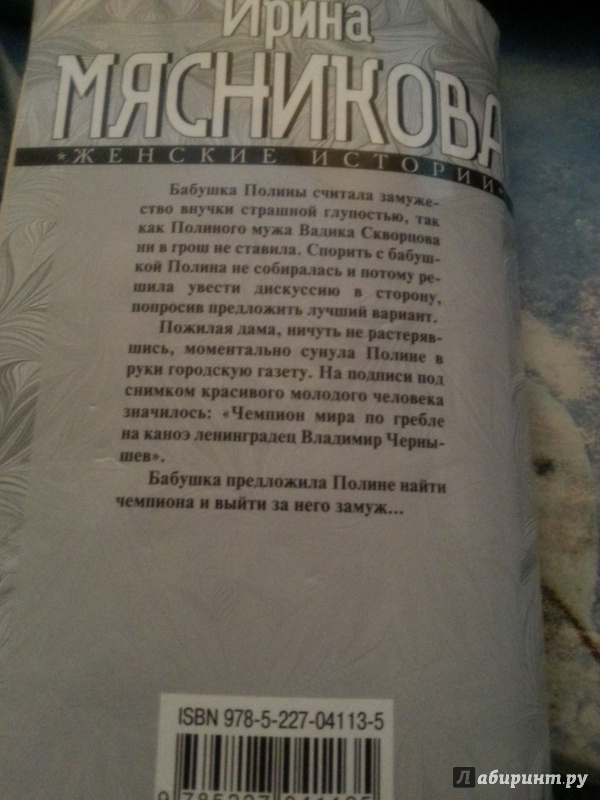 Ирина
МЯСНИКОВА
*ЖЕНСКИЕ ИСТОРИИ*
Бабушка Полины считала замуже-
ство внучки страшной глупостью, так
как Полиного мужа Валика Скворцова
ни в грош не ставила. Спорить с бабуш-
кой Полина не собиралась и потому ре-
шила увести дискуссию в сторону,
попросив предложить лучший вариант.
Пожилая дама, ничуть не растеряв-
шись, моментально сунула Полине в
руки городскую газету. На подписи под
снимком красивого молодого человека
значилось: «Чемпион мира по гребле
на каноэ ленинградец Владимир Черны-
шев».
Бабушка предложила Полине найти
чемпиона и выйти за него замуж...
ISBN 978-5-227-04113-5
9 785227 041135
Лабиринт.ру